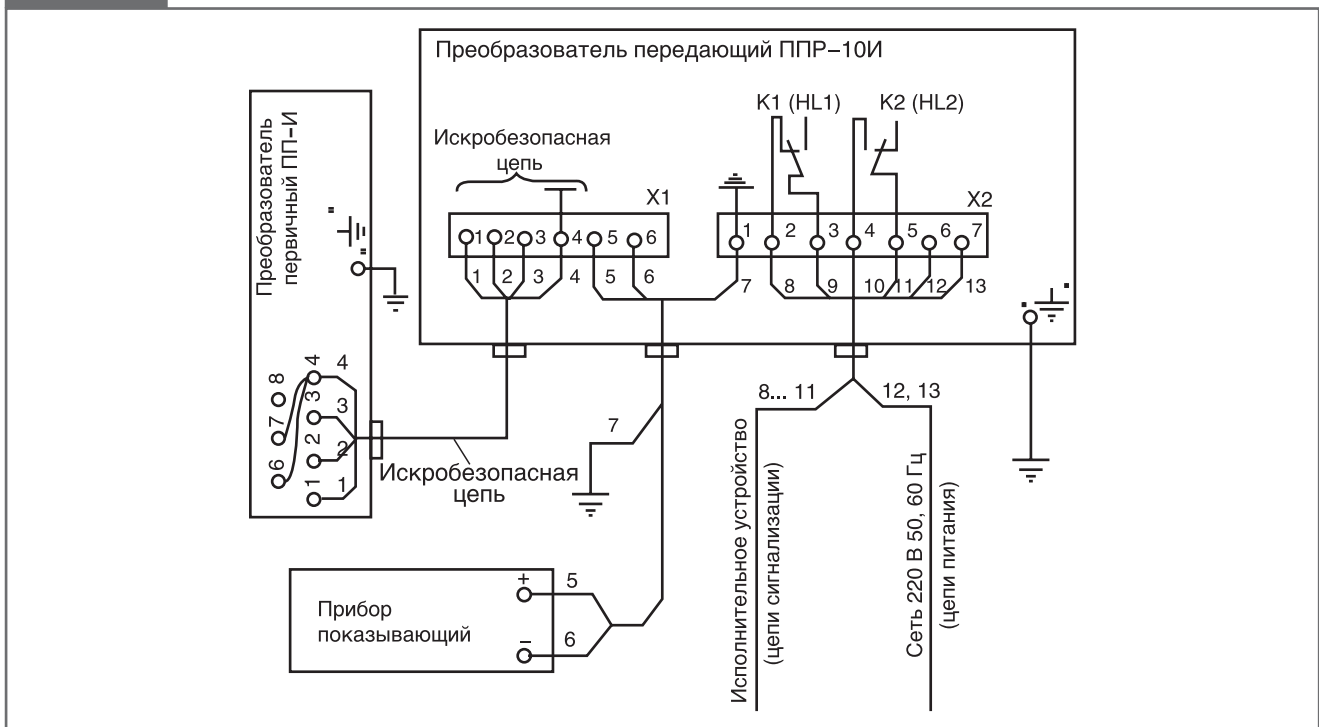 Преобразователь передающий ППР–10И
К1 (HL1) К2 (HL2)
Искробезопасная
цепь
X1
X2
1 2 3 4 5 6
1 2 3 4 5 6 7
1 2 3 4 5 6 7 8 9 10 11 12 13
Преобразователь
первичный ПП–И
8 7 6
4 3 2 1
4
3
2
1
Искробезопасная
цепь
7
8... 11
12, 13
Исполнительное устройство
(цепи сигнализации)
Сеть 220 В 50, 60 Гц
(цепи питания)
Прибор
показывающий
+ 5
– 6